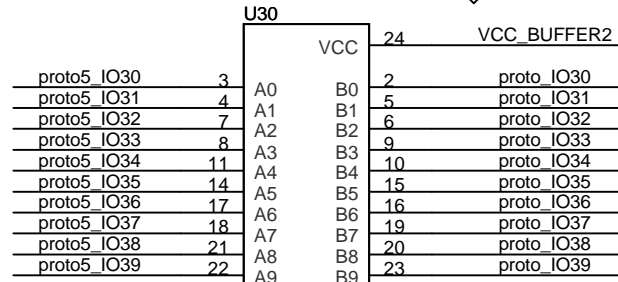 U30
VCC 24 VCC_BUFFER2
proto5_IO30 3 A0 B0 2 proto_IO30
proto5_IO31 4 A1 B1 5 proto_IO31
proto5_IO32 7 A2 B2 6 proto_IO32
proto5_IO33 8 A3 B3 9 proto_IO33
proto5_IO34 11 A4 B4 10 proto_IO34
proto5_IO35 14 A5 B5 15 proto_IO35
proto5_IO36 17 A6 B6 16 proto_IO36
proto5_IO37 18 A7 B7 19 proto_IO37
proto5_IO38 21 A8 B8 20 proto_IO38
proto5_IO39 22 A9 B9 23 proto_IO39